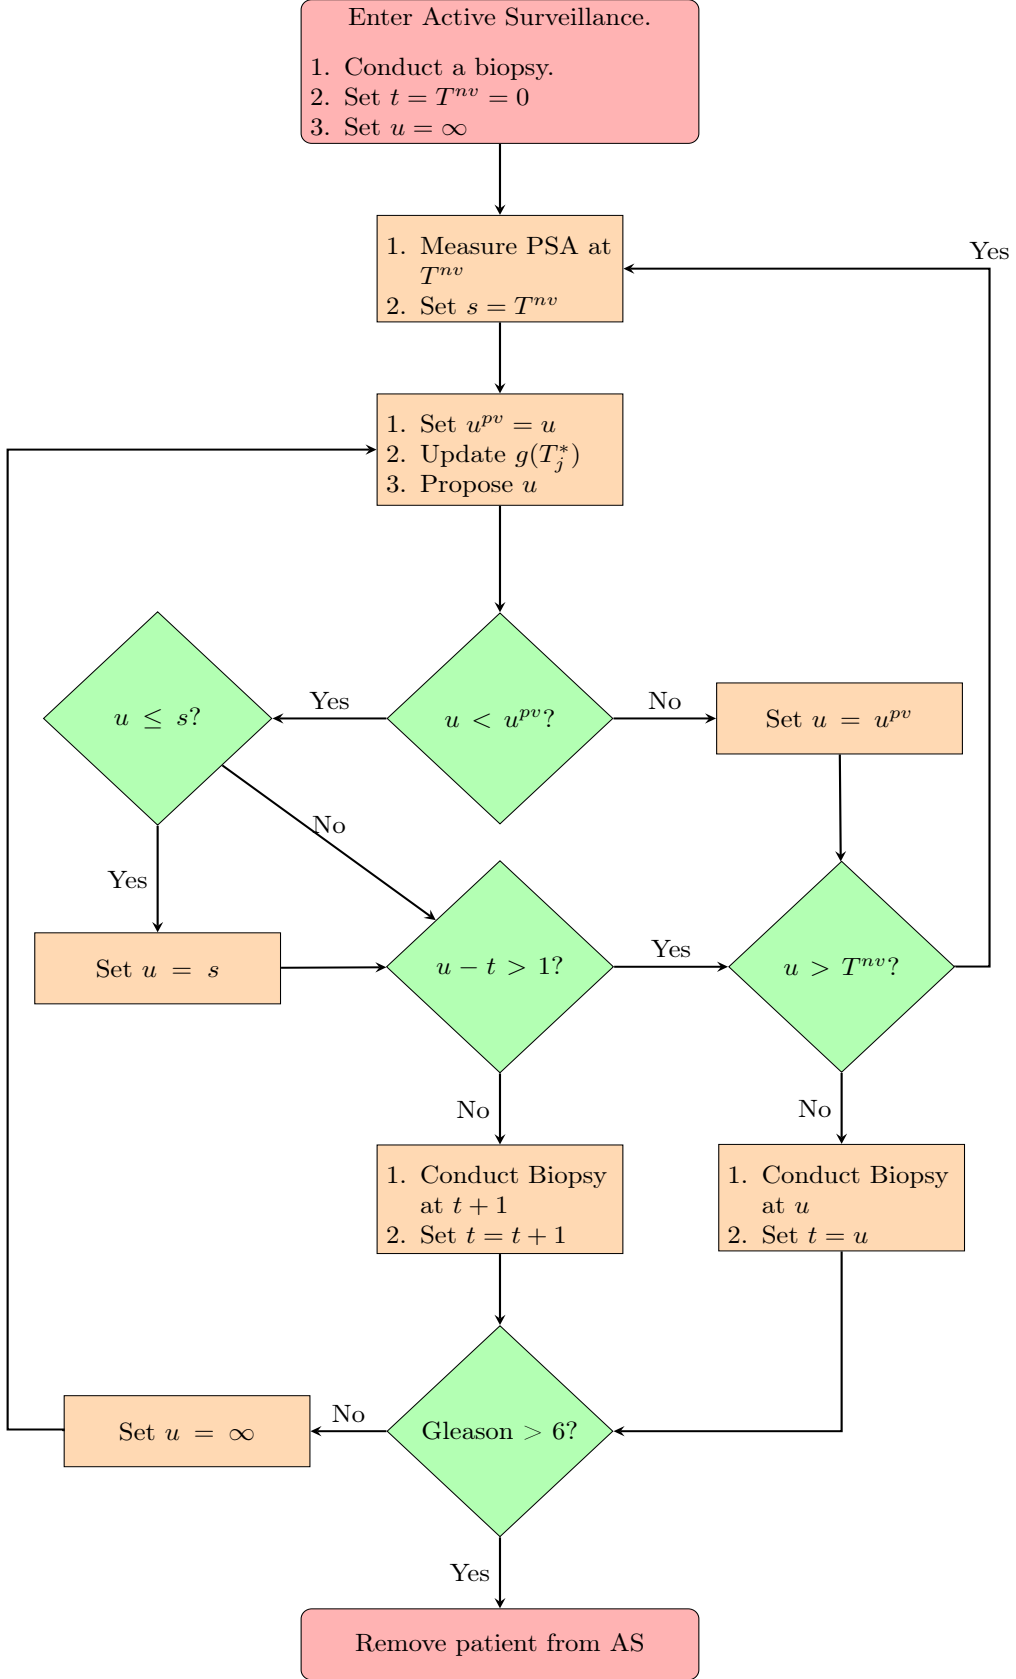 Enter Active Surveillance.
1. Conduct a biopsy.
2. Set t = T^{nv} = 0
3. Set u = ∞
1. Measure PSA at
T^{nv}
2. Set s = T^{nv}
Yes
1. Set u^{pv} = u
2. Update g(T_j^*)
3. Propose u
u ≤ s?
Yes
u < u^{pv}?
No
Set u = u^{pv}
No
Yes
Set u = s
u − t > 1?
Yes
u > T^{nv}?
No
No
1. Conduct Biopsy
at t + 1
2. Set t = t + 1
1. Conduct Biopsy
at u
2. Set t = u
Set u = ∞
No
Gleason > 6?
Yes
Remove patient from AS